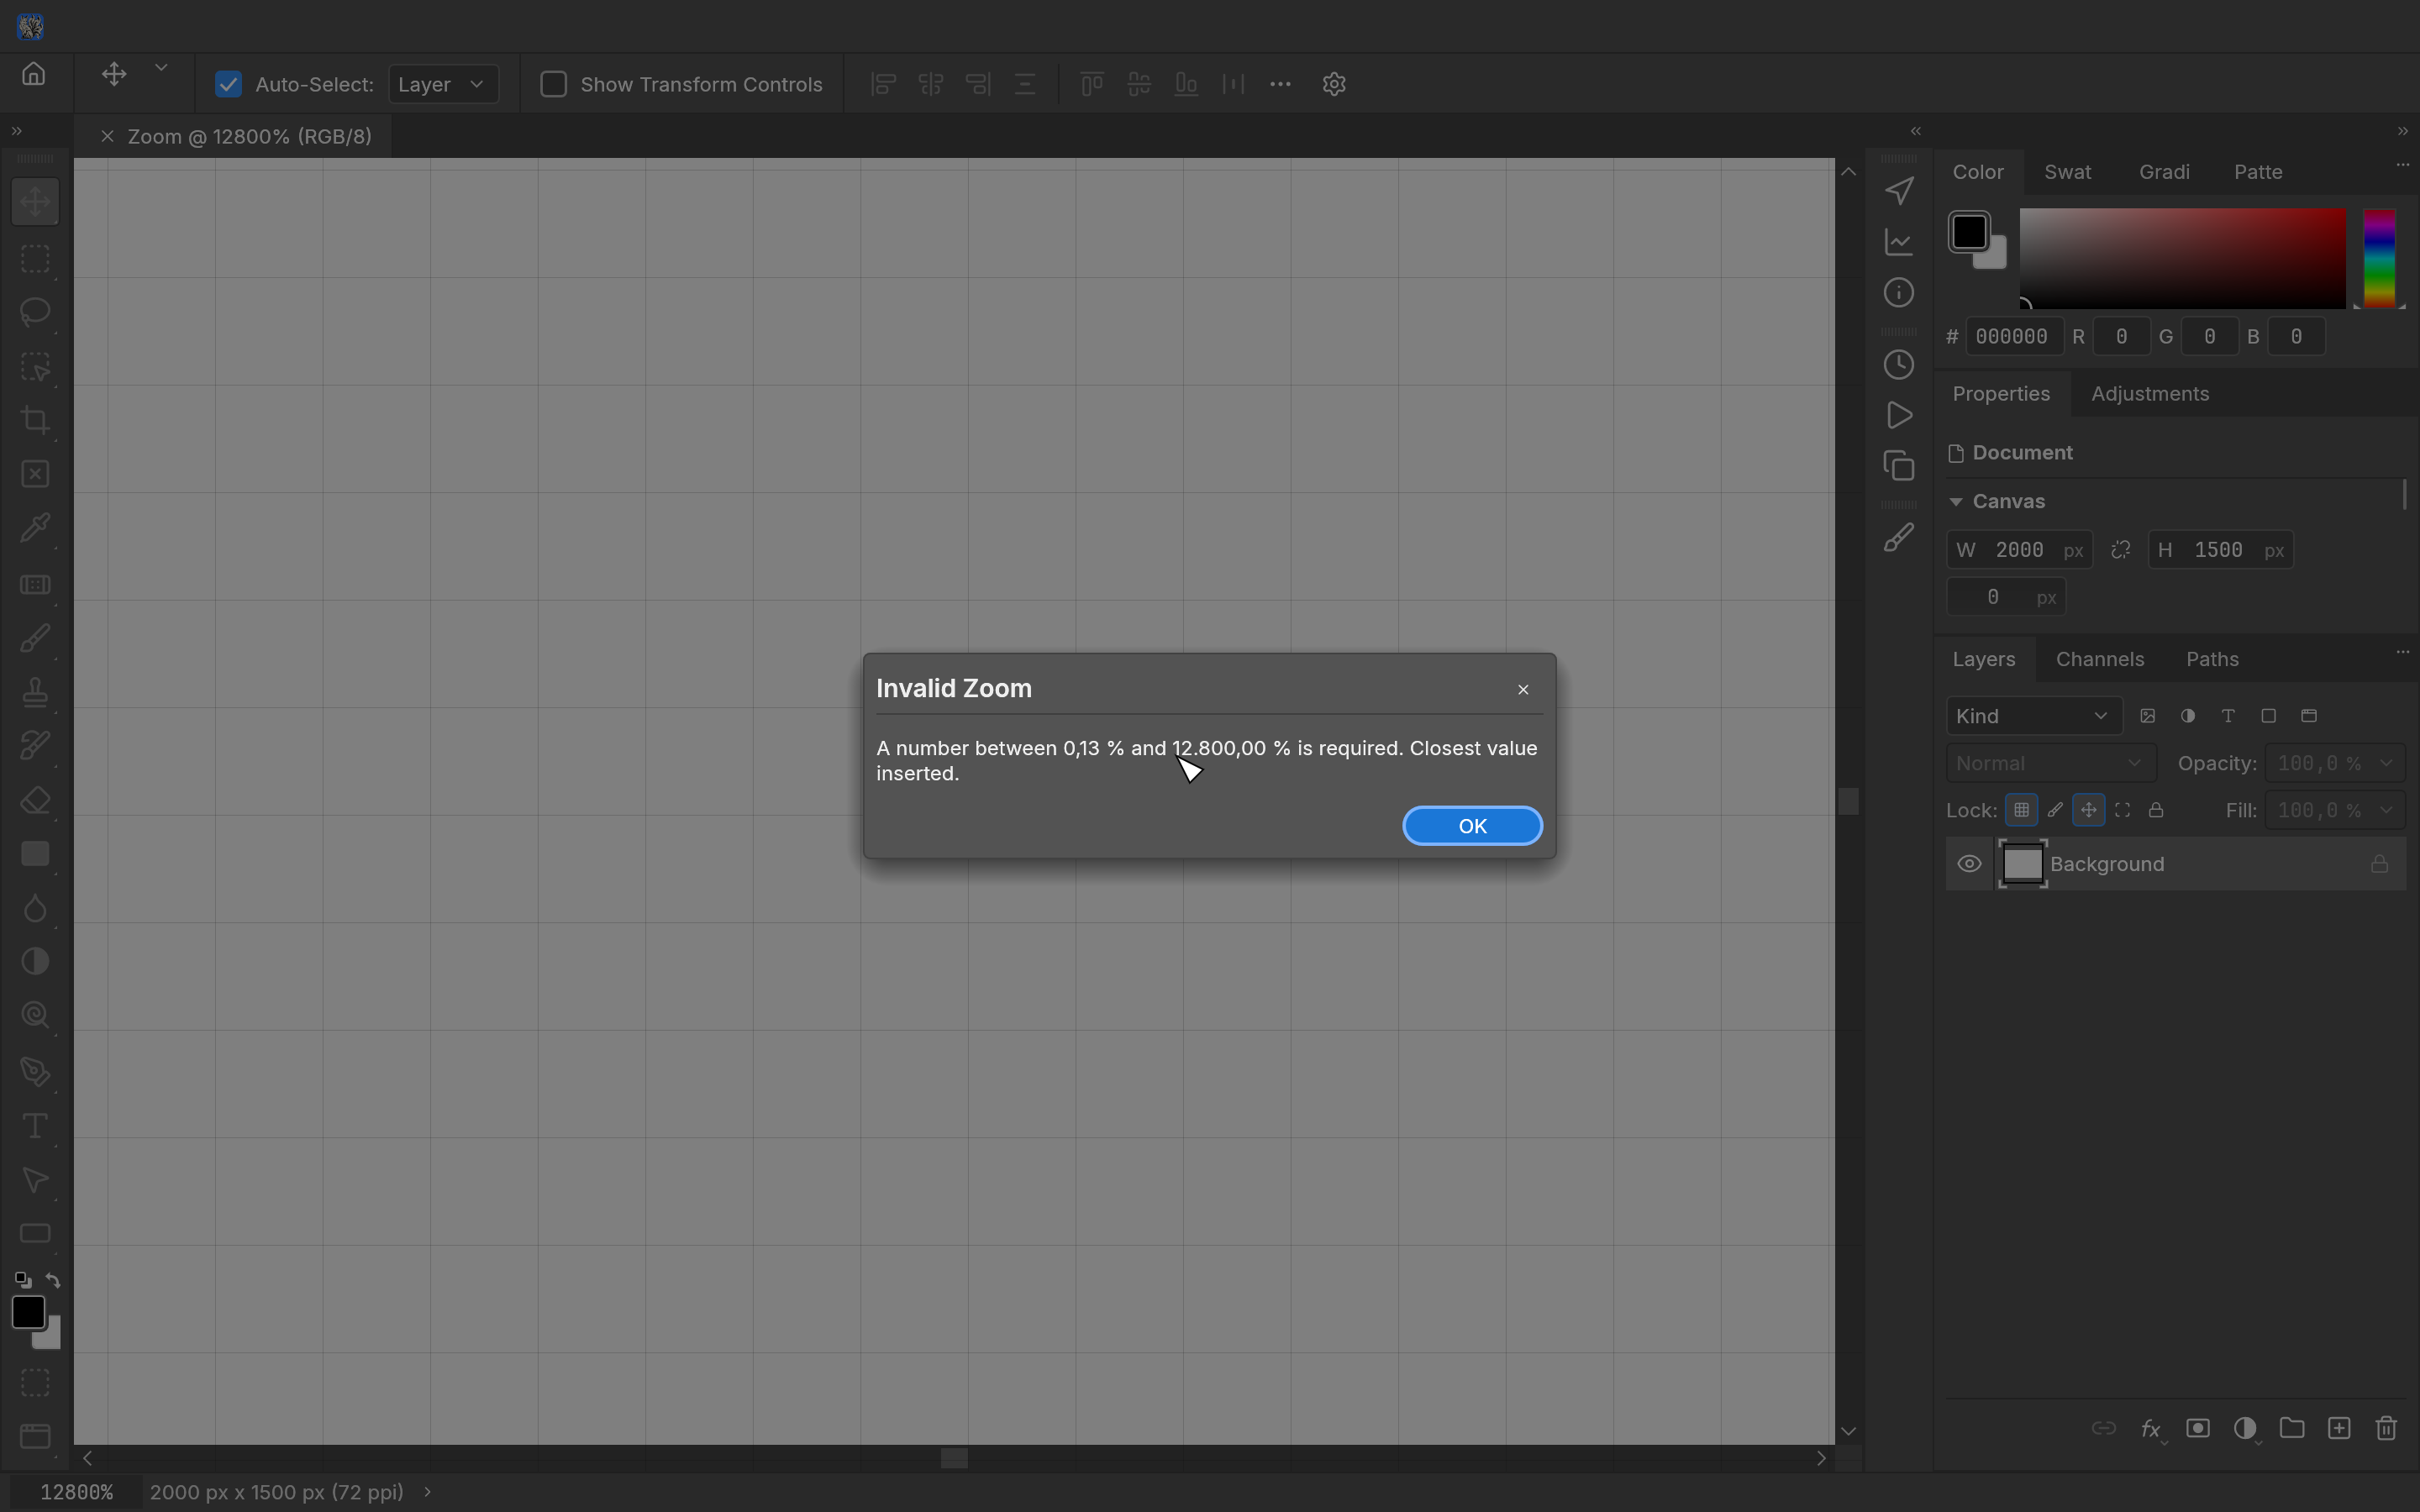 Auto-Select: Layer Show Transform Controls
Zoom @ 12800% (RGB/8)
Color Swat Gradi Patte
# 000000 R 0 G 0 B 0
Properties Adjustments
Document
Canvas
W 2000 px H 1500 px
0 px
Invalid Zoom
A number between 0,13 % and 12.800,00 % is required. Closest value
inserted.
OK
Layers Channels Paths
Kind
Normal Opacity: 100,0 %
Lock: Fill: 100,0 %
Background
fx
12800% 2000 px x 1500 px (72 ppi)